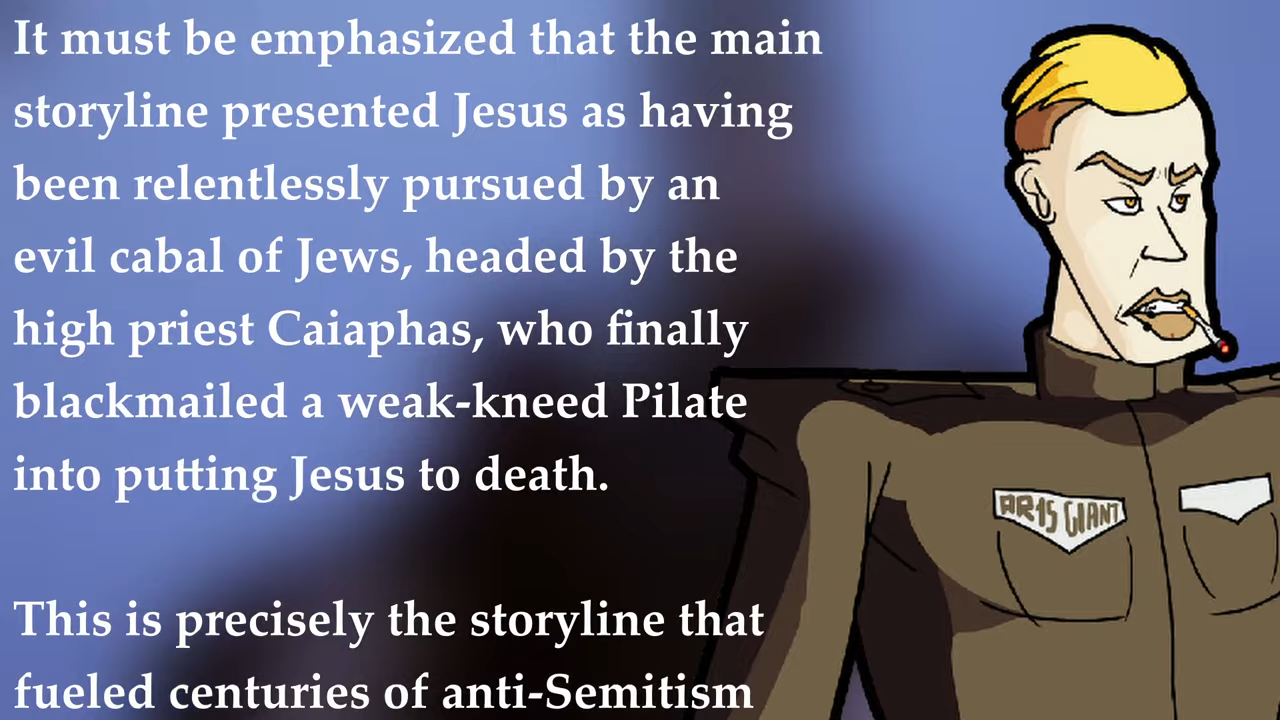 It must be emphasized that the main
storyline presented Jesus as having
been relentlessly pursued by an
evil cabal of Jews, headed by the
high priest Caiaphas, who finally
blackmailed a weak-kneed Pilate
into putting Jesus to death.
This is precisely the storyline that
fueled centuries of anti-Semitism
GIANT